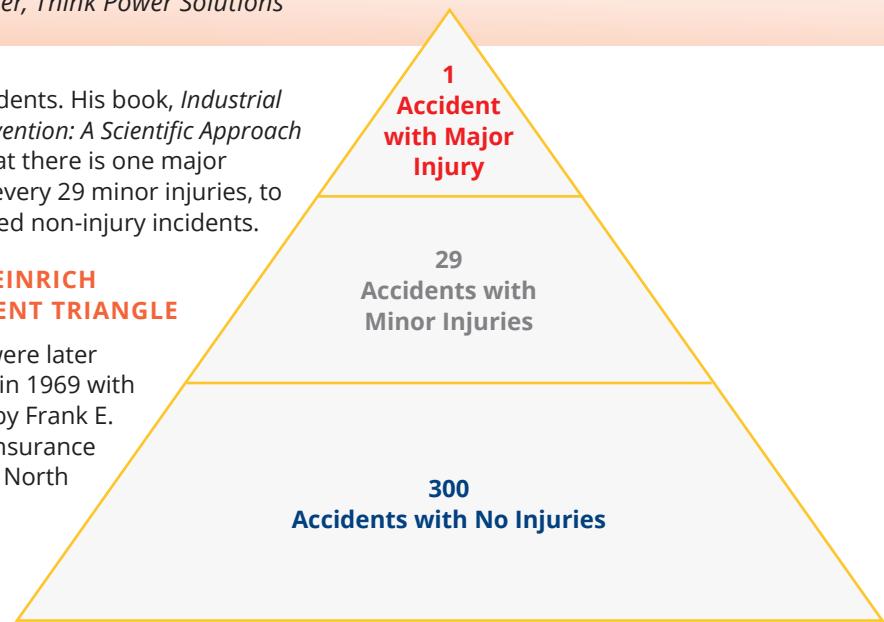 er, Think Power Solutions
dents. His book, Industrial
vention: A Scientific Approach
at there is one major
every 29 minor injuries, to
ed non-injury incidents.
EINRICH
ENT TRIANGLE
were later
in 1969 with
by Frank E.
nsurance
North
1
Accident
with Major
Injury
29
Accidents with
Minor Injuries
300
Accidents with No Injuries